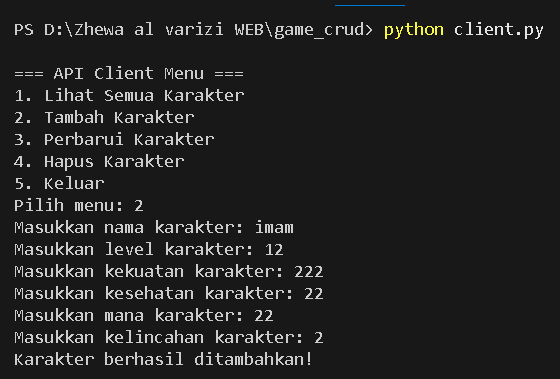 PS D:\Zhewa al varizi WEB\game_crud> python client.py
=== API Client Menu ===
1. Lihat Semua Karakter
2. Tambah Karakter
3. Perbarui Karakter
4. Hapus Karakter
5. Keluar
Pilih menu: 2
Masukkan nama karakter: imam
Masukkan level karakter: 12
Masukkan kekuatan karakter: 222
Masukkan kesehatan karakter: 22
Masukkan mana karakter: 22
Masukkan kelincahan karakter: 2
Karakter berhasil ditambahkan!